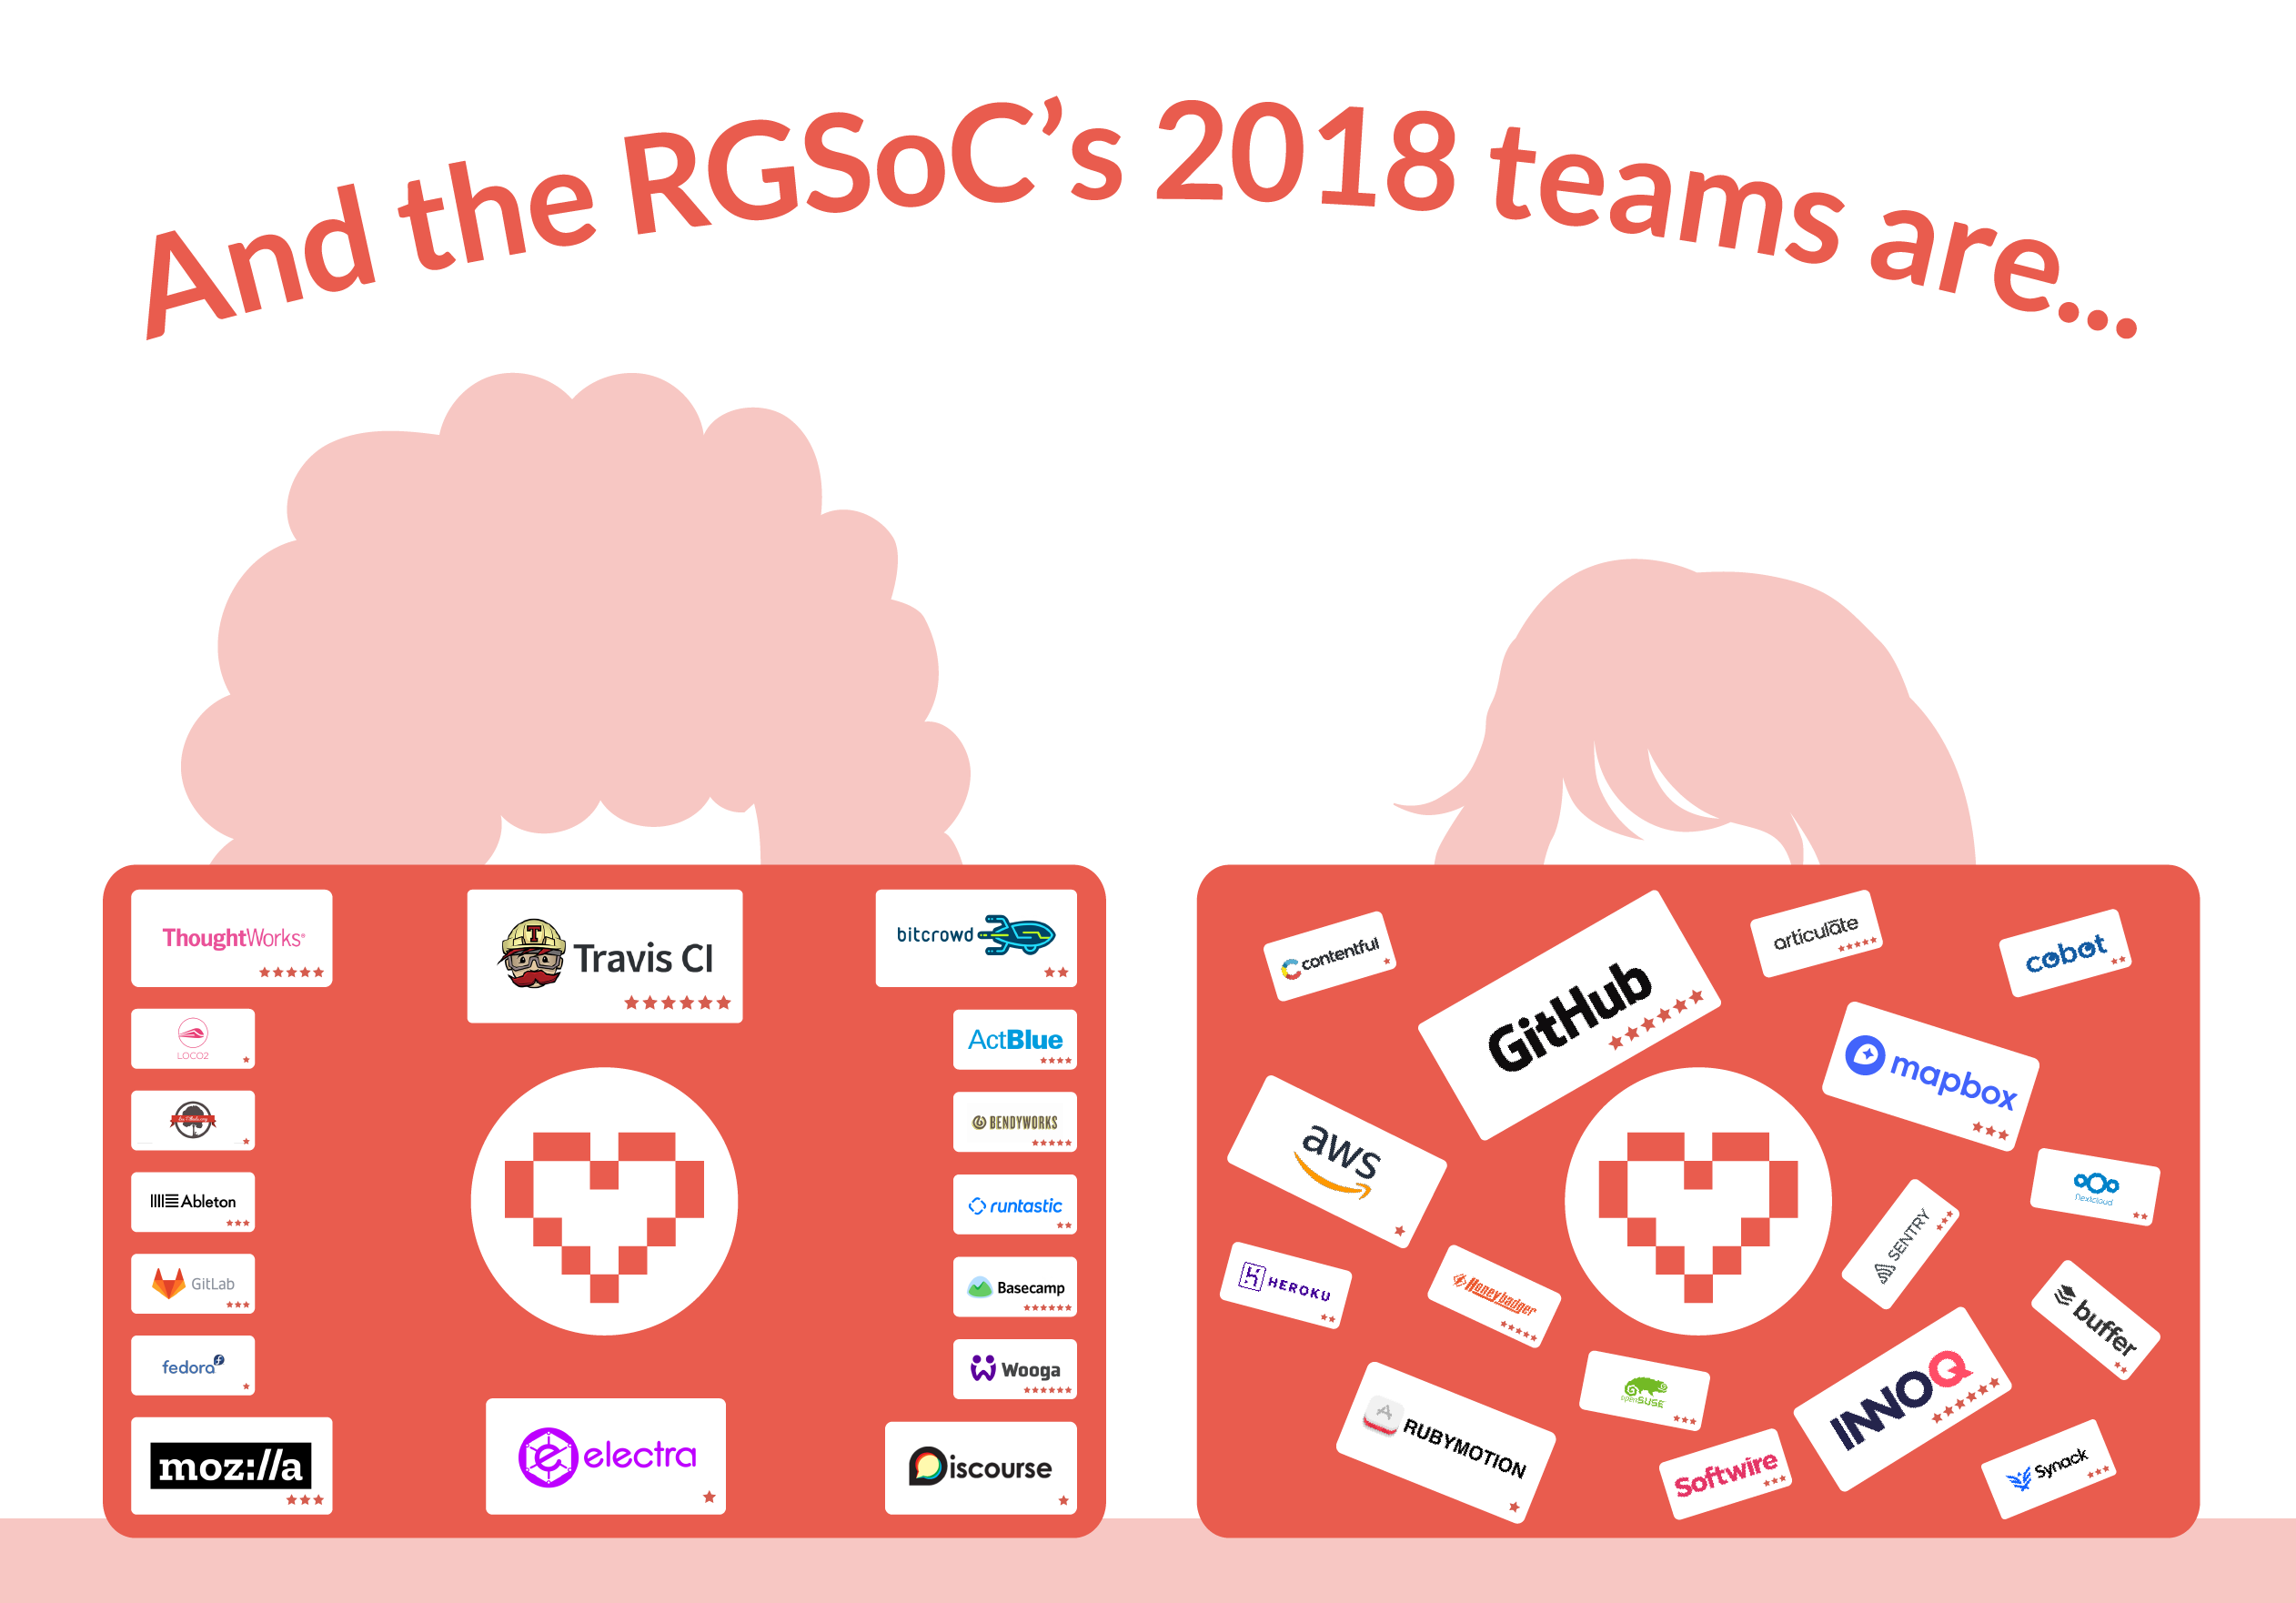 And the RGSoC’s 2018 teams are...
ThoughtWorks®
Travis CI
bitcrowd
LOCO2
ActBlue
BENDYWORKS
Ableton
runtastic
GitLab
Basecamp
fedora
Wooga
moz://a
electra
Discourse
contentful
GitHub
articulate
cobot
mapbox
aws
nextcloud
SENTRY
HEROKU
Honeybadger
buffer
openSUSE
INNOQ
RUBYMOTION
Softwire
Synack